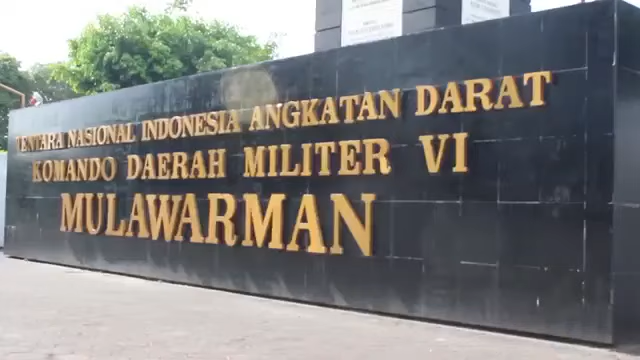 TENTARA NASIONAL INDONESIA ANGKATAN DARAT
KOMANDO DAERAH MILITER VI
MULAWARMAN